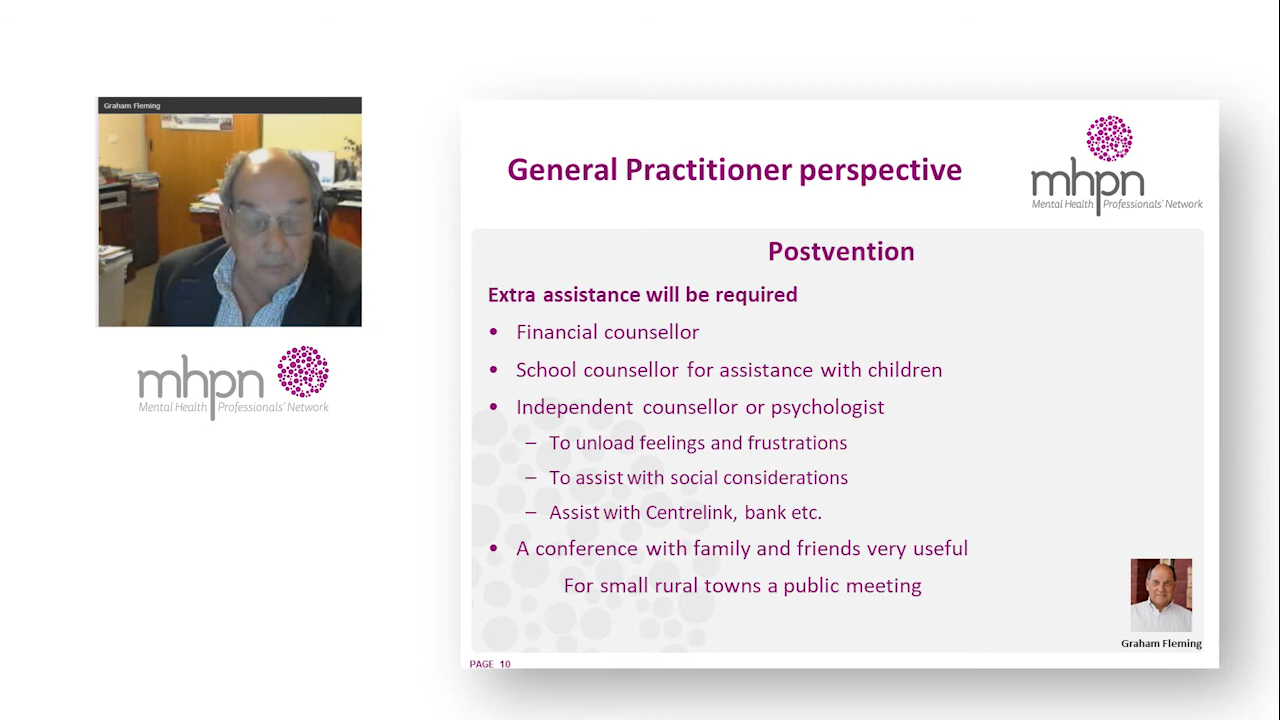 Graham Fleming
mhpn
Mental Health Professionals' Network
General Practitioner perspective
mhpn
Mental Health Professionals' Network
Postvention
Extra assistance will be required
• Financial counsellor
• School counsellor for assistance with children
• Independent counsellor or psychologist
– To unload feelings and frustrations
– To assist with social considerations
– Assist with Centrelink, bank etc.
• A conference with family and friends very useful
For small rural towns a public meeting
Graham Fleming
PAGE 10